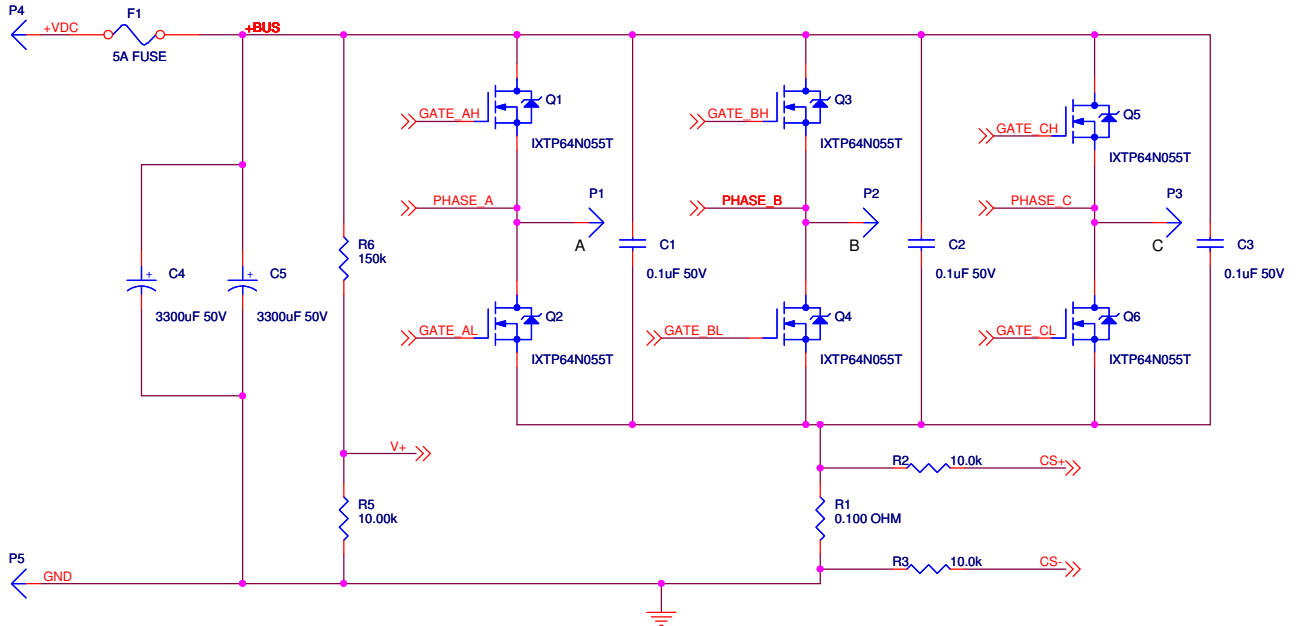 P4
F1
+VDC
+BUS
5A FUSE
Q1
GATE_AH
IXTP64N055T
Q3
GATE_BH
IXTP64N055T
Q5
GATE_CH
IXTP64N055T
PHASE_A
P1
A
PHASE_B
P2
B
PHASE_C
P3
C
R6
150k
C1
0.1uF 50V
C2
0.1uF 50V
C3
0.1uF 50V
+
C4
3300uF 50V
+
C5
3300uF 50V
Q2
GATE_AL
IXTP64N055T
Q4
GATE_BL
IXTP64N055T
Q6
GATE_CL
IXTP64N055T
V+
R2
10.0k
CS+
R5
10.00k
R1
0.100 OHM
R3
10.0k
CS-
P5
GND